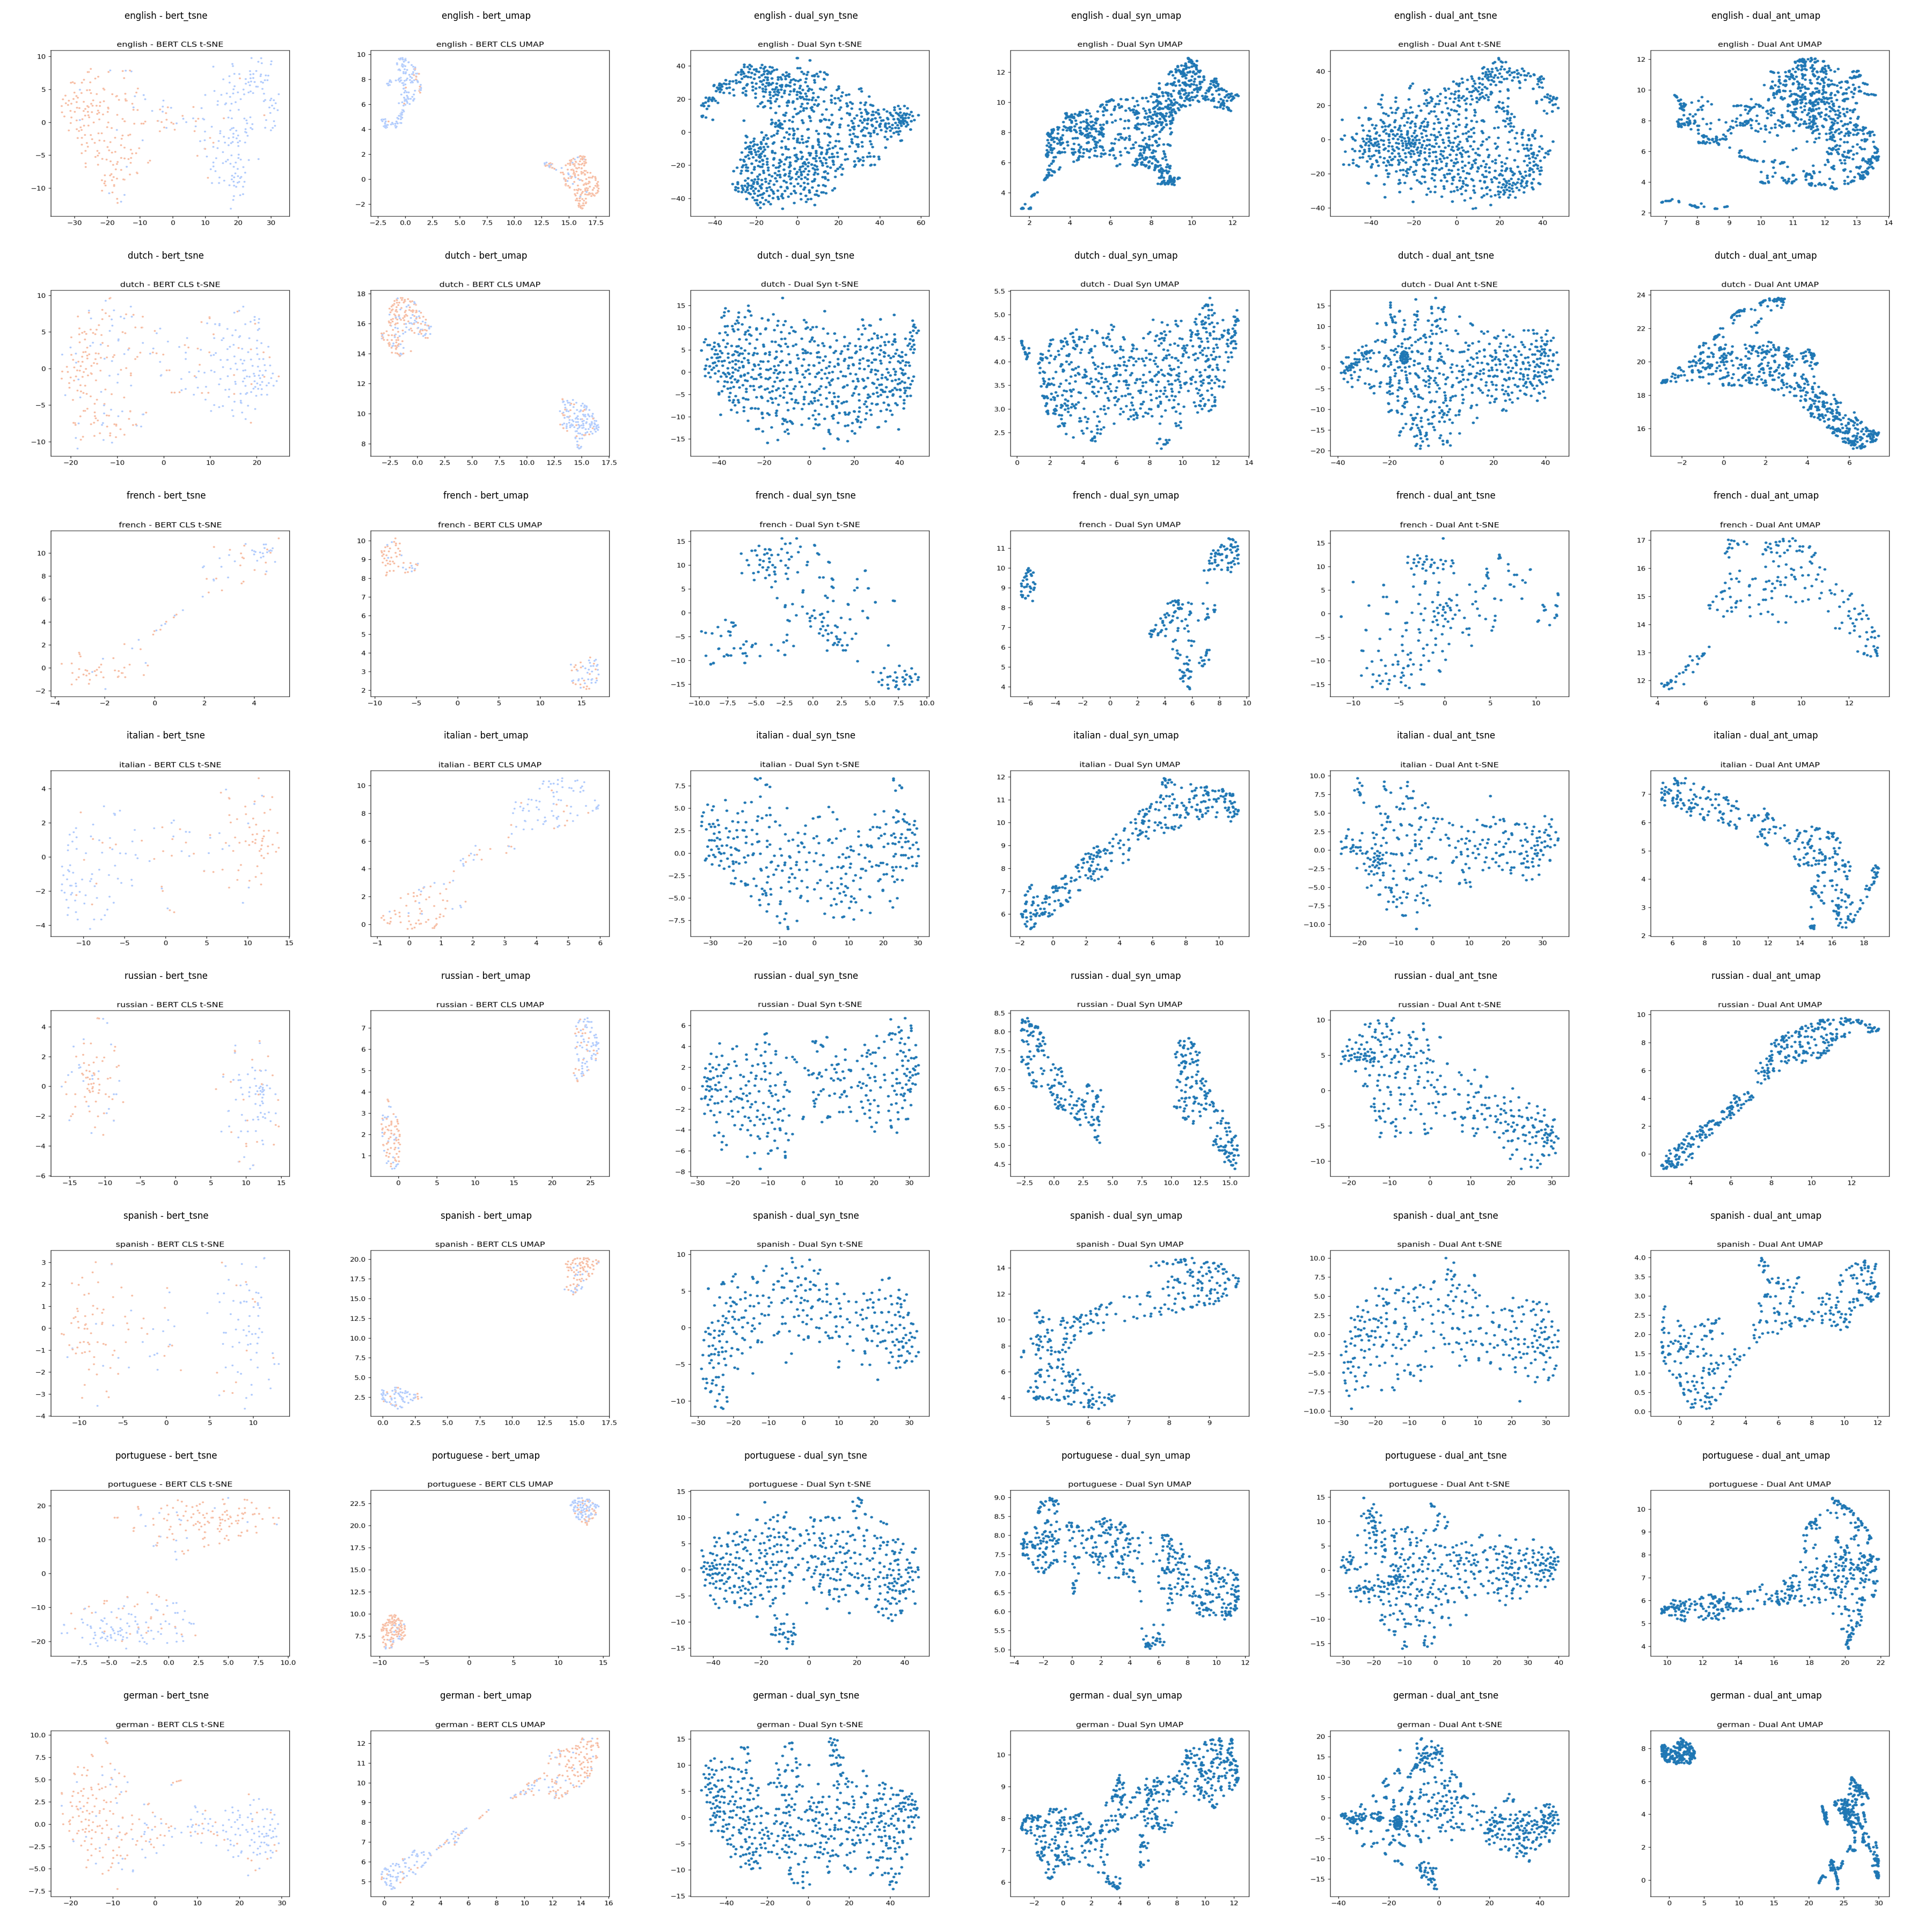 english - bert_tsne
english - BERT CLS t-SNE
10 5 0 −5 −10
−30 −20 −10 0 10 20 30
english - bert_umap
english - BERT CLS UMAP
10 8 6 4 2 0 −2
−2.5 0.0 2.5 5.0 7.5 10.0 12.5 15.0 17.5
english - dual_syn_tsne
english - Dual Syn t-SNE
40 20 0 −20 −40
−40 −20 0 20 40 60
english - dual_syn_umap
english - Dual Syn UMAP
12 10 8 6 4
2 4 6 8 10 12
english - dual_ant_tsne
english - Dual Ant t-SNE
40 20 0 −20 −40
−40 −20 0 20 40
english - dual_ant_umap
english - Dual Ant UMAP
12 10 8 6 4 2
7 8 9 10 11 12 13 14
dutch - bert_tsne
dutch - BERT CLS t-SNE
10 5 0 −5 −10
−20 −10 0 10 20
dutch - bert_umap
dutch - BERT CLS UMAP
18 16 14 12 10 8
−2.5 0.0 2.5 5.0 7.5 10.0 12.5 15.0 17.5
dutch - dual_syn_tsne
dutch - Dual Syn t-SNE
15 10 5 0 −5 −10 −15
−40 −20 0 20 40
dutch - dual_syn_umap
dutch - Dual Syn UMAP
5.5 5.0 4.5 4.0 3.5 3.0 2.5
0 2 4 6 8 10 12 14
dutch - dual_ant_tsne
dutch - Dual Ant t-SNE
15 10 5 0 −5 −10 −15 −20
−40 −20 0 20 40
dutch - dual_ant_umap
dutch - Dual Ant UMAP
24 22 20 18 16
−2 0 2 4 6
french - bert_tsne
french - BERT CLS t-SNE
10 8 6 4 2 0 −2
−4 −2 0 2 4
french - bert_umap
french - BERT CLS UMAP
10 9 8 7 6 5 4 3 2
−10 −5 0 5 10 15
french - dual_syn_tsne
french - Dual Syn t-SNE
15 10 5 0 −5 −10 −15
−10.0 −7.5 −5.0 −2.5 0.0 2.5 5.0 7.5 10.0
french - dual_syn_umap
french - Dual Syn UMAP
11 10 9 8 7 6 5 4
−6 −4 −2 0 2 4 6 8 10
french - dual_ant_tsne
french - Dual Ant t-SNE
15 10 5 0 −5 −10 −15
−10 −5 0 5 10
french - dual_ant_umap
french - Dual Ant UMAP
17 16 15 14 13 12
4 6 8 10 12
italian - bert_tsne
italian - BERT CLS t-SNE
4 2 0 −2 −4
−10 −5 0 5 10 15
italian - bert_umap
italian - BERT CLS UMAP
10 8 6 4 2 0
−1 0 1 2 3 4 5 6
italian - dual_syn_tsne
italian - Dual Syn t-SNE
7.5 5.0 2.5 0.0 −2.5 −5.0 −7.5
−30 −20 −10 0 10 20 30
italian - dual_syn_umap
italian - Dual Syn UMAP
12 11 10 9 8 7 6
−2 0 2 4 6 8 10
italian - dual_ant_tsne
italian - Dual Ant t-SNE
10.0 7.5 5.0 2.5 0.0 −2.5 −5.0 −7.5 −10.0
−20 −10 0 10 20 30
italian - dual_ant_umap
italian - Dual Ant UMAP
7 6 5 4 3 2
6 8 10 12 14 16 18
russian - bert_tsne
russian - BERT CLS t-SNE
4 2 0 −2 −4 −6
−15 −10 −5 0 5 10 15
russian - bert_umap
russian - BERT CLS UMAP
7 6 5 4 3 2 1
0 5 10 15 20 25
russian - dual_syn_tsne
russian - Dual Syn t-SNE
6 4 2 0 −2 −4 −6 −8
−30 −20 −10 0 10 20 30
russian - dual_syn_umap
russian - Dual Syn UMAP
8.5 8.0 7.5 7.0 6.5 6.0 5.5 5.0 4.5
−2.5 0.0 2.5 5.0 7.5 10.0 12.5 15.0
russian - dual_ant_tsne
russian - Dual Ant t-SNE
10 5 0 −5 −10
−20 −10 0 10 20 30
russian - dual_ant_umap
russian - Dual Ant UMAP
10 8 6 4 2 0
4 6 8 10 12
spanish - bert_tsne
spanish - BERT CLS t-SNE
3 2 1 0 −1 −2 −3 −4
−10 −5 0 5 10
spanish - bert_umap
spanish - BERT CLS UMAP
20.0 17.5 15.0 12.5 10.0 7.5 5.0 2.5
0.0 2.5 5.0 7.5 10.0 12.5 15.0 17.5
spanish - dual_syn_tsne
spanish - Dual Syn t-SNE
10 5 0 −5 −10
−30 −20 −10 0 10 20 30
spanish - dual_syn_umap
spanish - Dual Syn UMAP
14 12 10 8 6 4
5 6 7 8 9
spanish - dual_ant_tsne
spanish - Dual Ant t-SNE
10.0 7.5 5.0 2.5 0.0 −2.5 −5.0 −7.5 −10.0
−30 −20 −10 0 10 20 30
spanish - dual_ant_umap
spanish - Dual Ant UMAP
4.0 3.5 3.0 2.5 2.0 1.5 1.0 0.5 0.0
0 2 4 6 8 10 12
portuguese - bert_tsne
portuguese - BERT CLS t-SNE
20 10 0 −10 −20
−7.5 −5.0 −2.5 0.0 2.5 5.0 7.5 10.0
portuguese - bert_umap
portuguese - BERT CLS UMAP
22.5 20.0 17.5 15.0 12.5 10.0 7.5
−10 −5 0 5 10 15
portuguese - dual_syn_tsne
portuguese - Dual Syn t-SNE
15 10 5 0 −5 −10 −15
−40 −20 0 20 40
portuguese - dual_syn_umap
portuguese - Dual Syn UMAP
9.0 8.5 8.0 7.5 7.0 6.5 6.0 5.5 5.0
−4 −2 0 2 4 6 8 10 12
portuguese - dual_ant_tsne
portuguese - Dual Ant t-SNE
15 10 5 0 −5 −10 −15
−30 −20 −10 0 10 20 30 40
portuguese - dual_ant_umap
portuguese - Dual Ant UMAP
10 9 8 7 6 5 4
10 12 14 16 18 20 22
german - bert_tsne
german - BERT CLS t-SNE
10.0 7.5 5.0 2.5 0.0 −2.5 −5.0 −7.5
−20 −10 0 10 20 30
german - bert_umap
german - BERT CLS UMAP
12 11 10 9 8 7 6 5
0 2 4 6 8 10 12 14 16
german - dual_syn_tsne
german - Dual Syn t-SNE
15 10 5 0 −5 −10 −15
−40 −20 0 20 40
german - dual_syn_umap
german - Dual Syn UMAP
10 9 8 7 6
−2 0 2 4 6 8 10 12
german - dual_ant_tsne
german - Dual Ant t-SNE
20 15 10 5 0 −5 −10 −15
−40 −20 0 20 40
german - dual_ant_umap
german - Dual Ant UMAP
8 6 4 2 0
0 5 10 15 20 25 30